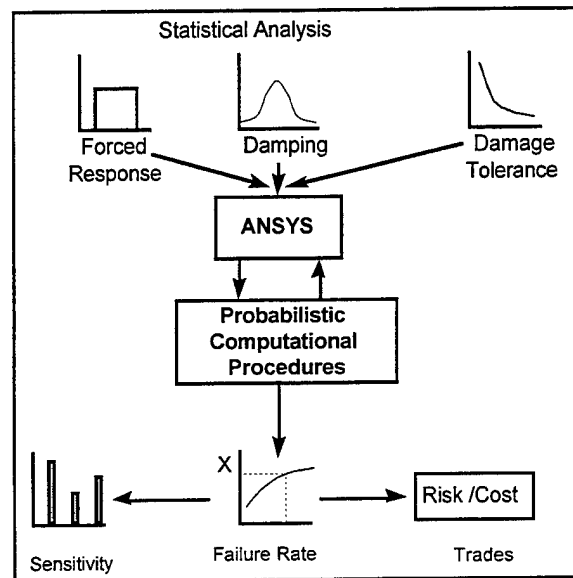 Statistical Analysis
Forced
Response
Damping
Damage
Tolerance
ANSYS
Probabilistic
Computational
Procedures
X
Risk /Cost
Sensitivity
Failure Rate
Trades